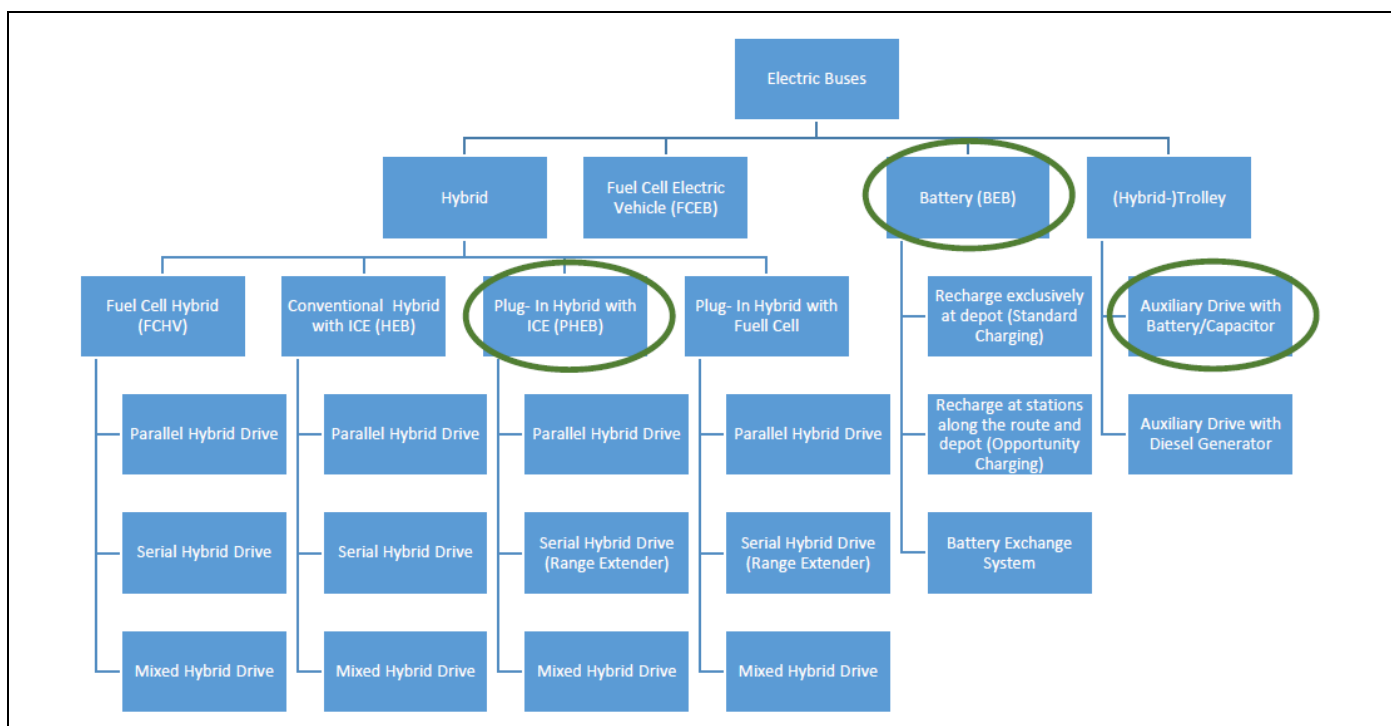 Electric Buses
Hybrid
Fuel Cell Electric
Vehicle (FCEB)
Battery (BEB)
(Hybrid-)Trolley
Fuel Cell Hybrid
(FCHV)
Conventional Hybrid
with ICE (HEB)
Plug- In Hybrid with
ICE (PHEB)
Plug- In Hybrid with
Fuell Cell
Recharge exclusively
at depot (Standard
Charging)
Auxiliary Drive with
Battery/Capacitor
Parallel Hybrid Drive
Parallel Hybrid Drive
Parallel Hybrid Drive
Parallel Hybrid Drive
Recharge at stations
along the route and
depot (Opportunity
Charging)
Auxiliary Drive with
Diesel Generator
Serial Hybrid Drive
Serial Hybrid Drive
Serial Hybrid Drive
(Range Extender)
Serial Hybrid Drive
(Range Extender)
Battery Exchange
System
Mixed Hybrid Drive
Mixed Hybrid Drive
Mixed Hybrid Drive
Mixed Hybrid Drive